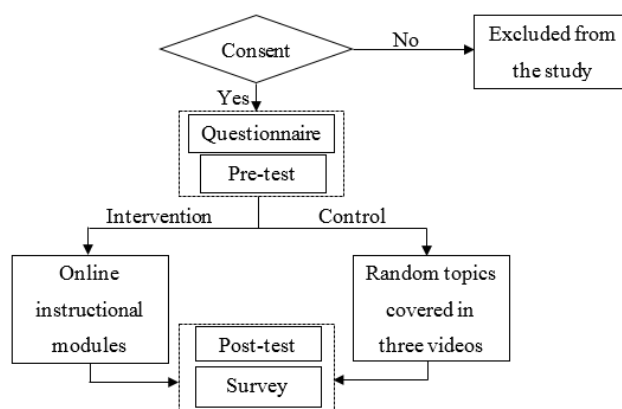 Consent
No
Excluded from
the study
Yes
Questionnaire
Pre-test
Intervention
Control
Online
instructional
modules
Random topics
covered in
three videos
Post-test
Survey